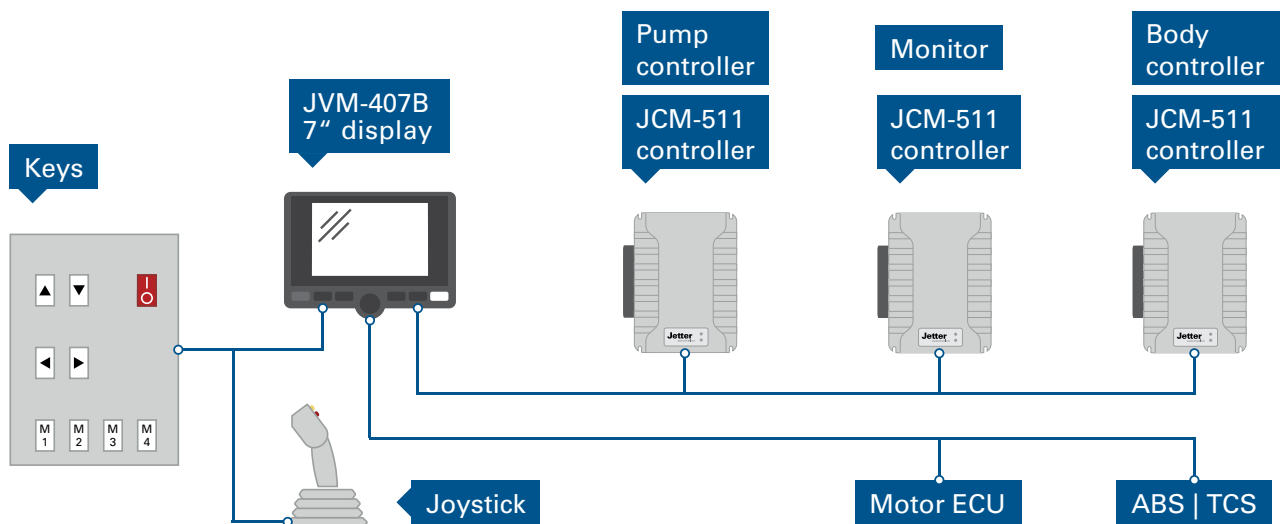 Pump
controller
Monitor
Body
controller
JVM-407B
7“ display
JCM-511
controller
JCM-511
controller
JCM-511
controller
Keys
I
O
M
1
M
2
M
3
M
4
Jetter
Jetter
Jetter
Joystick
Motor ECU
ABS | TCS